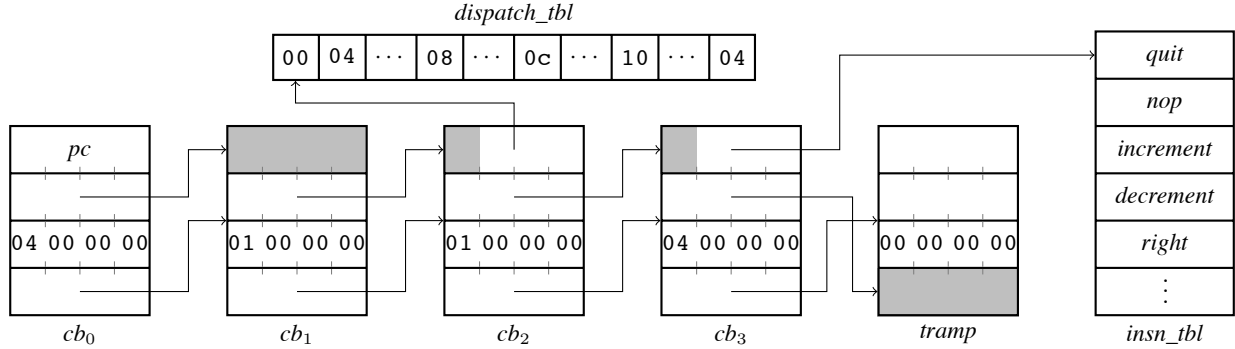 dispatch_tbl
00 04 ··· 08 ··· 0c ··· 10 ··· 04
quit
nop
increment
decrement
right
⋮
pc
04 00 00 00
01 00 00 00
01 00 00 00
04 00 00 00
00 00 00 00
cb₀
cb₁
cb₂
cb₃
tramp
insn_tbl